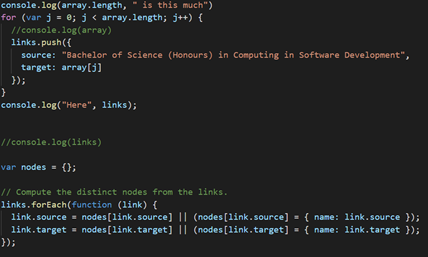 console.log(array.length, " is this much")
for (var j = 0; j < array.length; j++) {
  //console.log(array)
  links.push({
    source: "Bachelor of Science (Honours) in Computing in Software Development",
    target: array[j]
  });
}
console.log("Here", links);
//console.log(links)
var nodes = {};
// Compute the distinct nodes from the links.
links.forEach(function (link) {
  link.source = nodes[link.source] || (nodes[link.source] = { name: link.source });
  link.target = nodes[link.target] || (nodes[link.target] = { name: link.target });
});